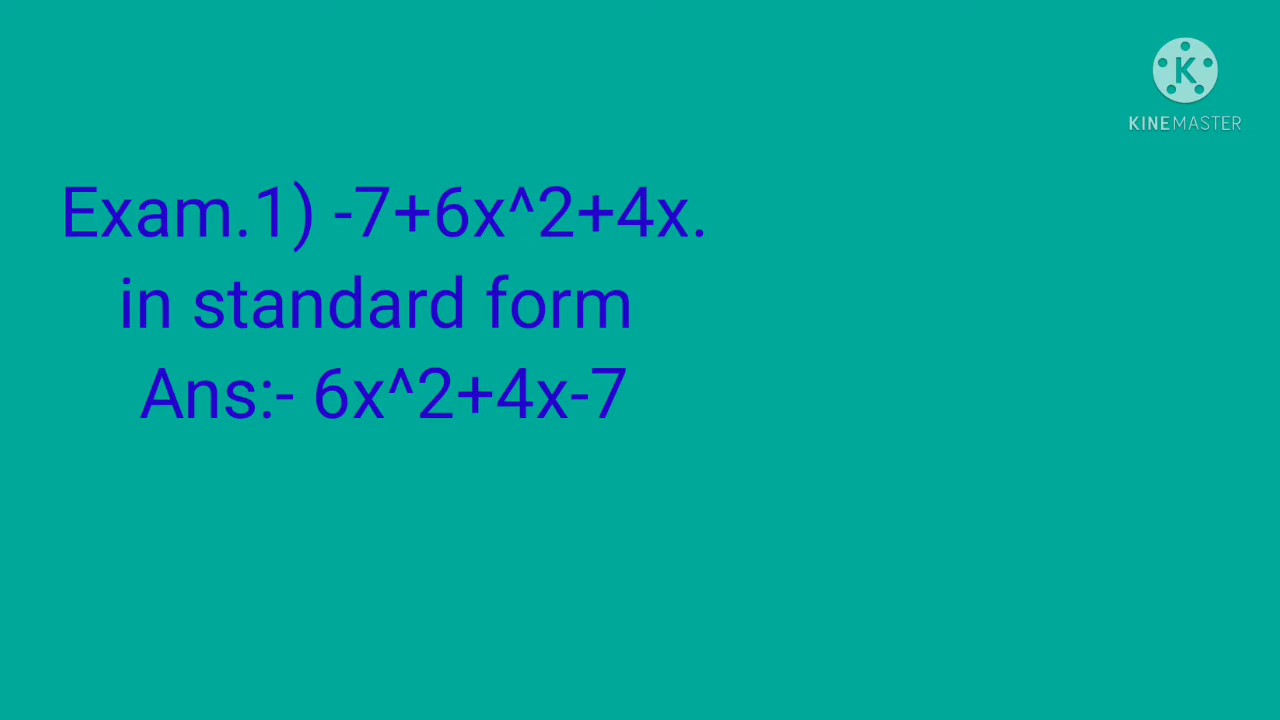 K
KINEMASTER
Exam.1) -7+6x^2+4x.
in standard form
Ans:- 6x^2+4x-7